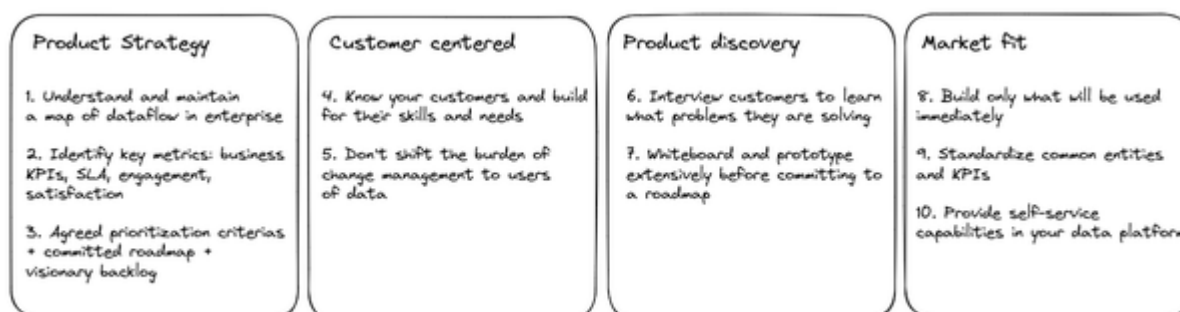 Product Strategy
1. Understand and maintain
a map of dataflow in enterprise
2. Identify key metrics: business
KPIs, SLA, engagement,
satisfaction
3. Agreed prioritization criterias
+ committed roadmap +
visionary backlog
Customer centered
4. Know your customers and build
for their skills and needs
5. Don't shift the burden of
change management to users
of data
Product discovery
6. Interview customers to learn
what problems they are solving
7. Whiteboard and prototype
extensively before committing to
a roadmap
Market fit
8. Build only what will be used
immediately
9. Standardize common entities
and KPIs
10. Provide self-service
capabilities in your data platform